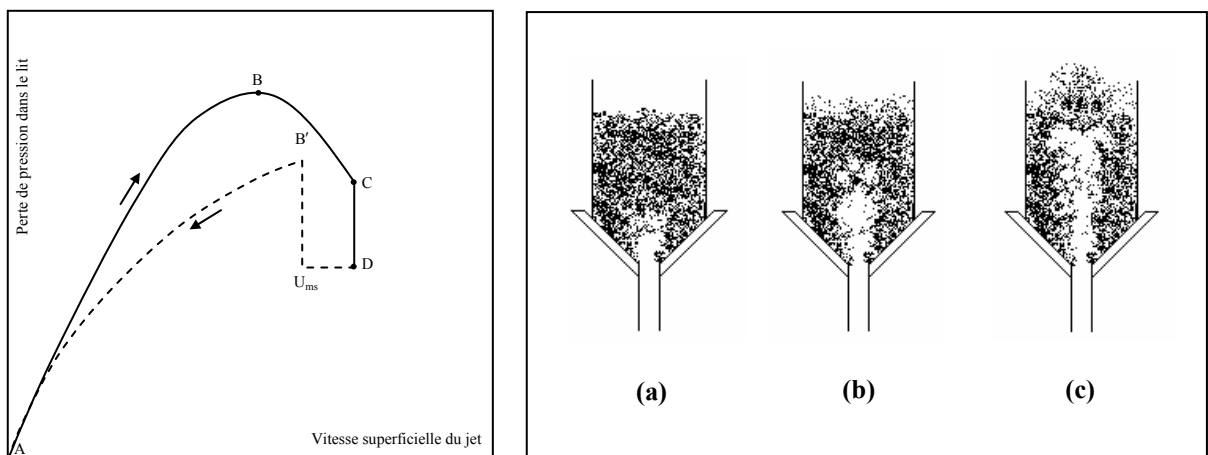 Perte de pression dans le lit
B
B'
C
D
U_ms
A
Vitesse superficielle du jet
(a)
(b)
(c)